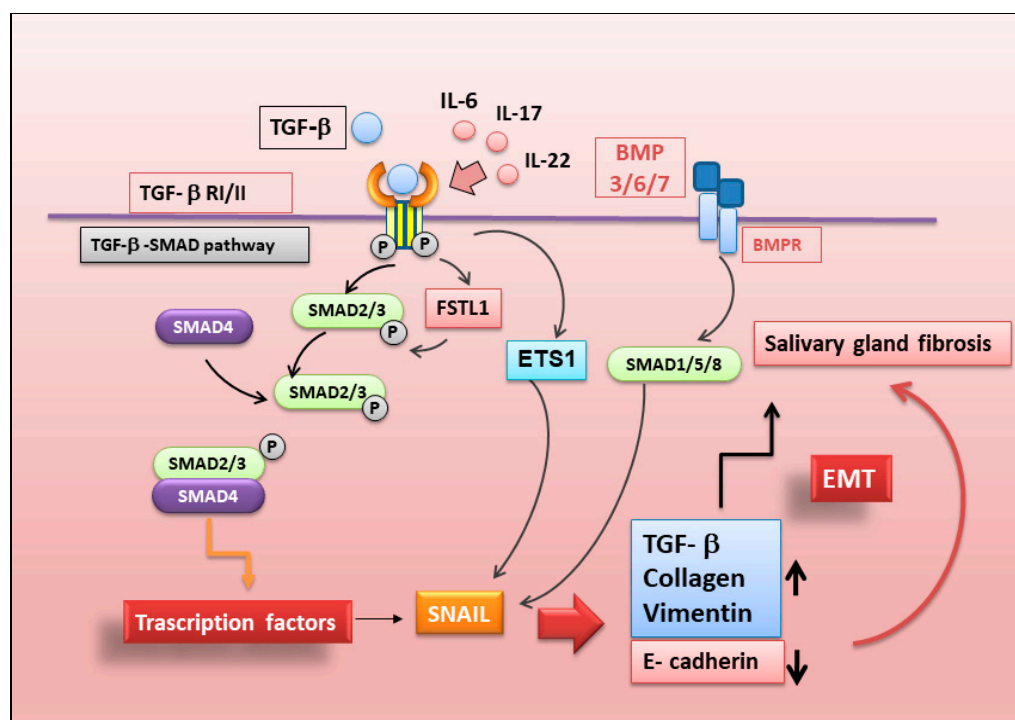 IL-6
IL-17
IL-22
TGF-β
BMP
3/6/7
TGF- β RI/II
TGF-β -SMAD pathway
P
P
BMPR
SMAD2/3
P
FSTL1
SMAD4
ETS1
SMAD1/5/8
Salivary gland fibrosis
SMAD2/3
P
P
SMAD2/3
SMAD4
EMT
TGF- β
Collagen
Vimentin
E- cadherin
Trascription factors
SNAIL